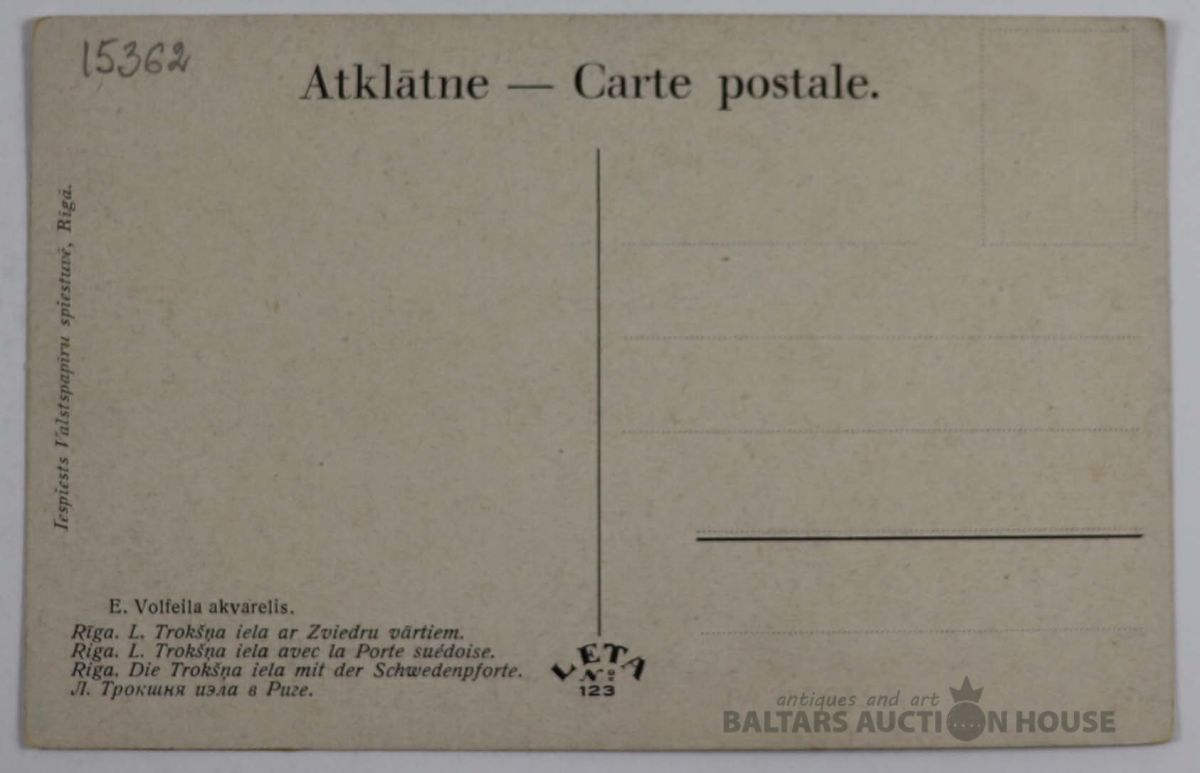 15362
Atklātne — Carte postale.
Iespiests Valstspapīru spiestuvē, Rīgā.
E. Volfeila akvarelis.
Rīga. L. Trokšņa iela ar Zviedru vārtiem.
Riga. L. Trokšņa iela avec la Porte suédoise.
Riga. Die Trokšņa iela mit der Schwedenpforte.
Л. Трокшня иэла в Риге.
LETA
№
123
antiques and art
BALTARS AUCTION HOUSE